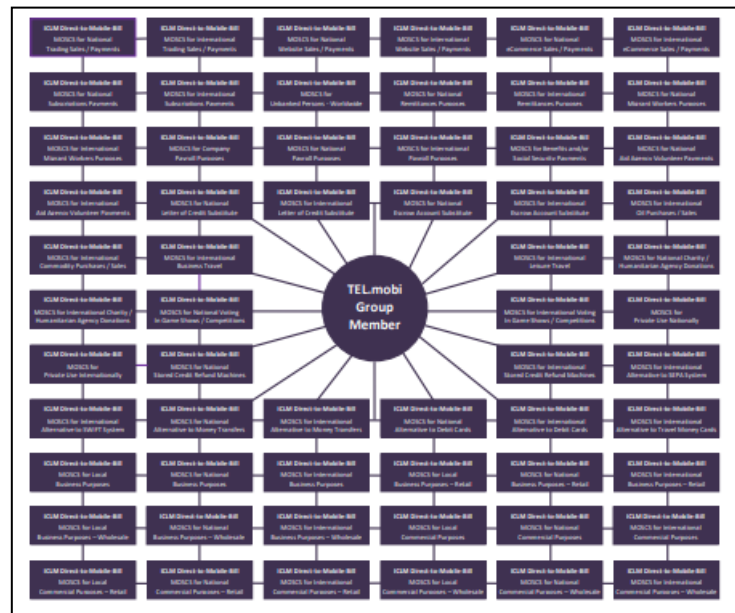 ICLM Direct-to-Mobile-Bill
MOSCS for National
Trading Sales / Payments
ICLM Direct-to-Mobile-Bill
MOSCS for International
Trading Sales / Payments
ICLM Direct-to-Mobile-Bill
MOSCS for National
Website Sales / Payments
ICLM Direct-to-Mobile-Bill
MOSCS for International
Website Sales / Payments
ICLM Direct-to-Mobile-Bill
MOSCS for National
eCommerce Sales / Payments
ICLM Direct-to-Mobile-Bill
MOSCS for International
eCommerce Sales / Payments
ICLM Direct-to-Mobile-Bill
MOSCS for National
Subscriptions Payments
ICLM Direct-to-Mobile-Bill
MOSCS for International
Subscriptions Payments
ICLM Direct-to-Mobile-Bill
MOSCS for
Unbanked Persons - Worldwide
ICLM Direct-to-Mobile-Bill
MOSCS for National
Remittances Purposes
ICLM Direct-to-Mobile-Bill
MOSCS for International
Remittances Purposes
ICLM Direct-to-Mobile-Bill
MOSCS for National
Migrant Workers Purposes
ICLM Direct-to-Mobile-Bill
MOSCS for International
Migrant Workers Purposes
ICLM Direct-to-Mobile-Bill
MOSCS for Company
Payroll Purposes
ICLM Direct-to-Mobile-Bill
MOSCS for National
Payroll Purposes
ICLM Direct-to-Mobile-Bill
MOSCS for International
Payroll Purposes
ICLM Direct-to-Mobile-Bill
MOSCS for Benefits and/or
Social Security Payments
ICLM Direct-to-Mobile-Bill
MOSCS for National
Aid Agency Volunteer Payments
ICLM Direct-to-Mobile-Bill
MOSCS for International
Aid Agency Volunteer Payments
ICLM Direct-to-Mobile-Bill
MOSCS for National
Letter of Credit Substitute
ICLM Direct-to-Mobile-Bill
MOSCS for International
Letter of Credit Substitute
ICLM Direct-to-Mobile-Bill
MOSCS for National
Escrow Account Substitute
ICLM Direct-to-Mobile-Bill
MOSCS for International
Escrow Account Substitute
ICLM Direct-to-Mobile-Bill
MOSCS for International
Oil Purchases / Sales
ICLM Direct-to-Mobile-Bill
MOSCS for International
Commodity Purchases / Sales
ICLM Direct-to-Mobile-Bill
MOSCS for International
Business Travel
TEL.mobi
Group
Member
ICLM Direct-to-Mobile-Bill
MOSCS for International
Leisure Travel
ICLM Direct-to-Mobile-Bill
MOSCS for National Charity /
Humanitarian Agency Donations
ICLM Direct-to-Mobile-Bill
MOSCS for International Charity /
Humanitarian Agency Donations
ICLM Direct-to-Mobile-Bill
MOSCS for National Voting
In Game Shows / Competitions
ICLM Direct-to-Mobile-Bill
MOSCS for International Voting
In Game Shows / Competitions
ICLM Direct-to-Mobile-Bill
MOSCS for
Private Use Nationally
ICLM Direct-to-Mobile-Bill
MOSCS for
Private Use Internationally
ICLM Direct-to-Mobile-Bill
MOSCS for National
Stored Credit Refund Machines
ICLM Direct-to-Mobile-Bill
MOSCS for International
Stored Credit Refund Machines
ICLM Direct-to-Mobile-Bill
MOSCS for International
Alternative to SEPA System
ICLM Direct-to-Mobile-Bill
MOSCS for International
Alternative to SWIFT System
ICLM Direct-to-Mobile-Bill
MOSCS for National
Alternative to Money Transfers
ICLM Direct-to-Mobile-Bill
MOSCS for International
Alternative to Money Transfers
ICLM Direct-to-Mobile-Bill
MOSCS for National
Alternative to Debit Cards
ICLM Direct-to-Mobile-Bill
MOSCS for International
Alternative to Debit Cards
ICLM Direct-to-Mobile-Bill
MOSCS for International
Alternative to Travel Money Cards
ICLM Direct-to-Mobile-Bill
MOSCS for Local
Business Purposes
ICLM Direct-to-Mobile-Bill
MOSCS for National
Business Purposes
ICLM Direct-to-Mobile-Bill
MOSCS for International
Business Purposes
ICLM Direct-to-Mobile-Bill
MOSCS for Local
Business Purposes – Retail
ICLM Direct-to-Mobile-Bill
MOSCS for National
Business Purposes – Retail
ICLM Direct-to-Mobile-Bill
MOSCS for International
Business Purposes – Retail
ICLM Direct-to-Mobile-Bill
MOSCS for Local
Business Purposes – Wholesale
ICLM Direct-to-Mobile-Bill
MOSCS for National
Business Purposes – Wholesale
ICLM Direct-to-Mobile-Bill
MOSCS for International
Business Purposes – Wholesale
ICLM Direct-to-Mobile-Bill
MOSCS for Local
Commercial Purposes
ICLM Direct-to-Mobile-Bill
MOSCS for National
Commercial Purposes
ICLM Direct-to-Mobile-Bill
MOSCS for International
Commercial Purposes
ICLM Direct-to-Mobile-Bill
MOSCS for Local
Commercial Purposes – Retail
ICLM Direct-to-Mobile-Bill
MOSCS for National
Commercial Purposes – Retail
ICLM Direct-to-Mobile-Bill
MOSCS for International
Commercial Purposes – Retail
ICLM Direct-to-Mobile-Bill
MOSCS for Local
Commercial Purposes – Wholesale
ICLM Direct-to-Mobile-Bill
MOSCS for National
Commercial Purposes – Wholesale
ICLM Direct-to-Mobile-Bill
MOSCS for International
Commercial Purposes – Wholesale